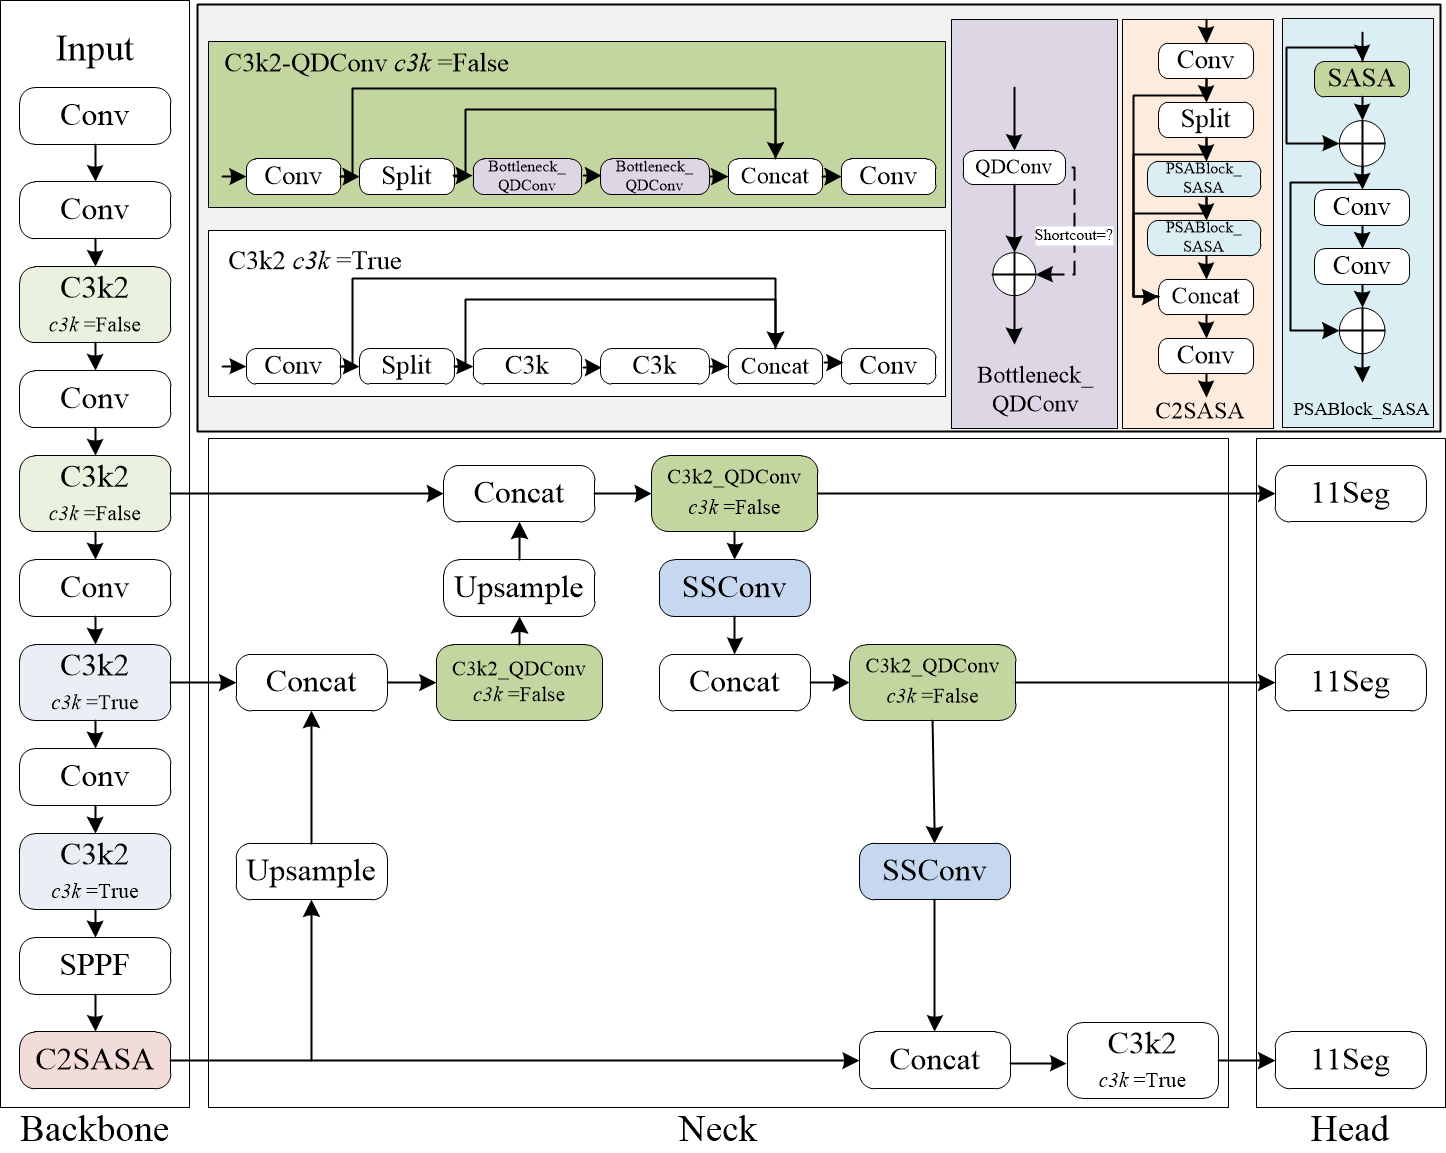 Input
Conv
Conv
C3k2
c3k =False
Conv
C3k2
c3k =False
Conv
C3k2
c3k =True
Conv
C3k2
c3k =True
SPPF
C2SASA
Backbone
C3k2-QDConv c3k =False
Conv
Split
Bottleneck_
QDConv
Bottleneck_
QDConv
Concat
Conv
C3k2 c3k =True
Conv
Split
C3k
C3k
Concat
Conv
QDConv
Shortcout=?
Bottleneck_
QDConv
Conv
Split
PSABlock_
SASA
PSABlock_
SASA
Concat
Conv
C2SASA
SASA
Conv
Conv
PSABlock_SASA
Concat
C3k2_QDConv
c3k =False
Upsample
SSConv
Concat
C3k2_QDConv
c3k =False
Concat
C3k2_QDConv
c3k =False
Upsample
SSConv
Concat
C3k2
c3k =True
Neck
11Seg
11Seg
11Seg
Head